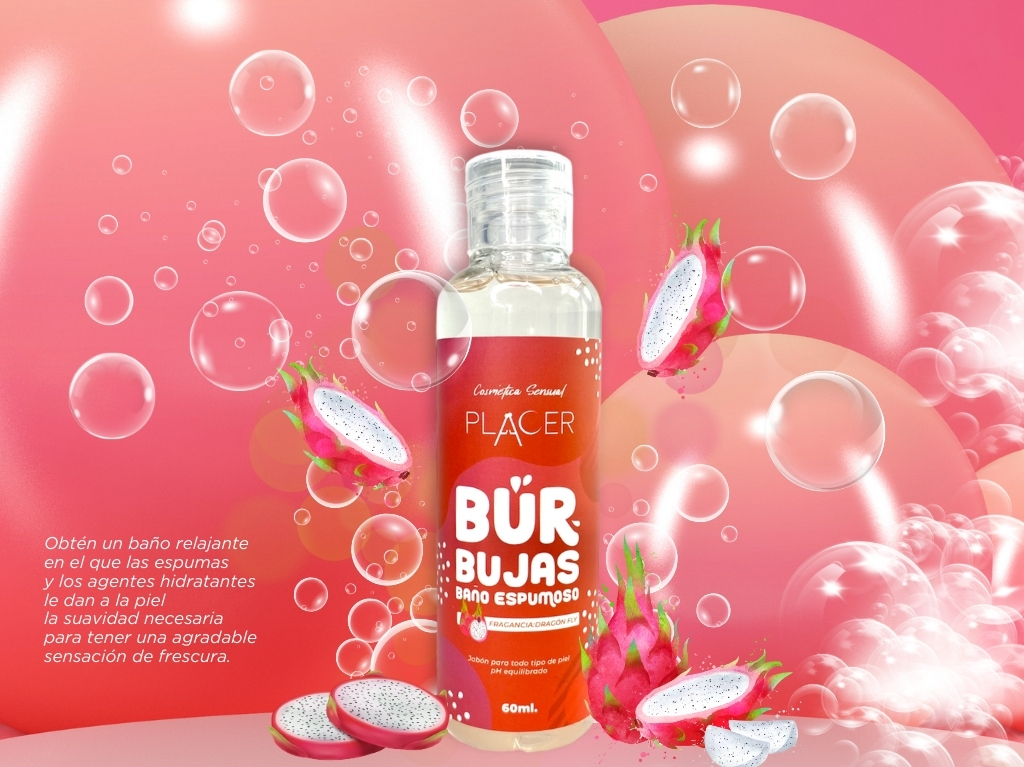 Cosmética Sensual
PLACER
BÚR-
BUJAS
BAÑO ESPUMOSO
FRAGANCIA:DRAGON FLY
Jabón para todo tipo de piel
pH equilibrado
60ml.
Obtén un baño relajante
en el que las espumas
y los agentes hidratantes
le dan a la piel
la suavidad necesaria
para tener una agradable
sensación de frescura.